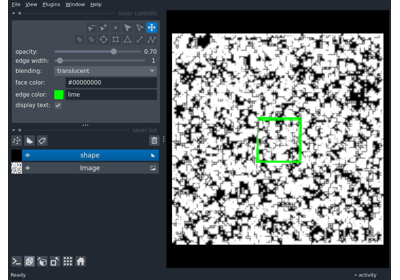 File View Plugins Window Help
layer controls
opacity: 0.70
edge width: 1
blending: translucent
face color: #00000000
edge color: lime
display text:
layer list
shape
Image
Ready
activity